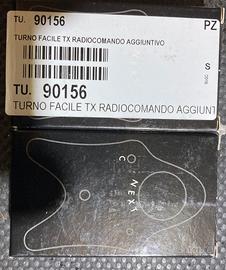 TU. 90156
PZ
TURNO FACILE TX RADIOCOMANDO AGGIUNTIVO
S
TU. 90156
TURNO FACILE TX RADIOCOMANDO AGGIUNT
NEXT